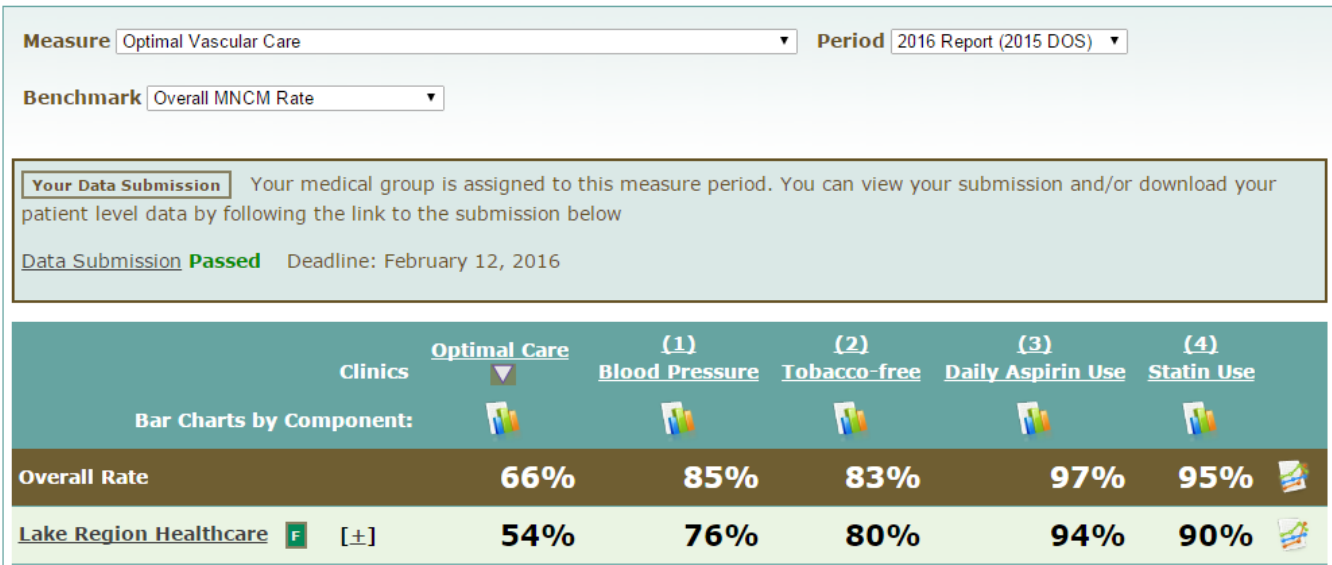 Measure Optimal Vascular Care Period 2016 Report (2015 DOS)
Benchmark Overall MNCM Rate
Your Data Submission Your medical group is assigned to this measure period. You can view your submission and/or download your
patient level data by following the link to the submission below
Data Submission Passed Deadline: February 12, 2016
Clinics Optimal Care (1) Blood Pressure (2) Tobacco-free (3) Daily Aspirin Use (4) Statin Use
Bar Charts by Component:
Overall Rate 66% 85% 83% 97% 95%
Lake Region Healthcare F [+] 54% 76% 80% 94% 90%